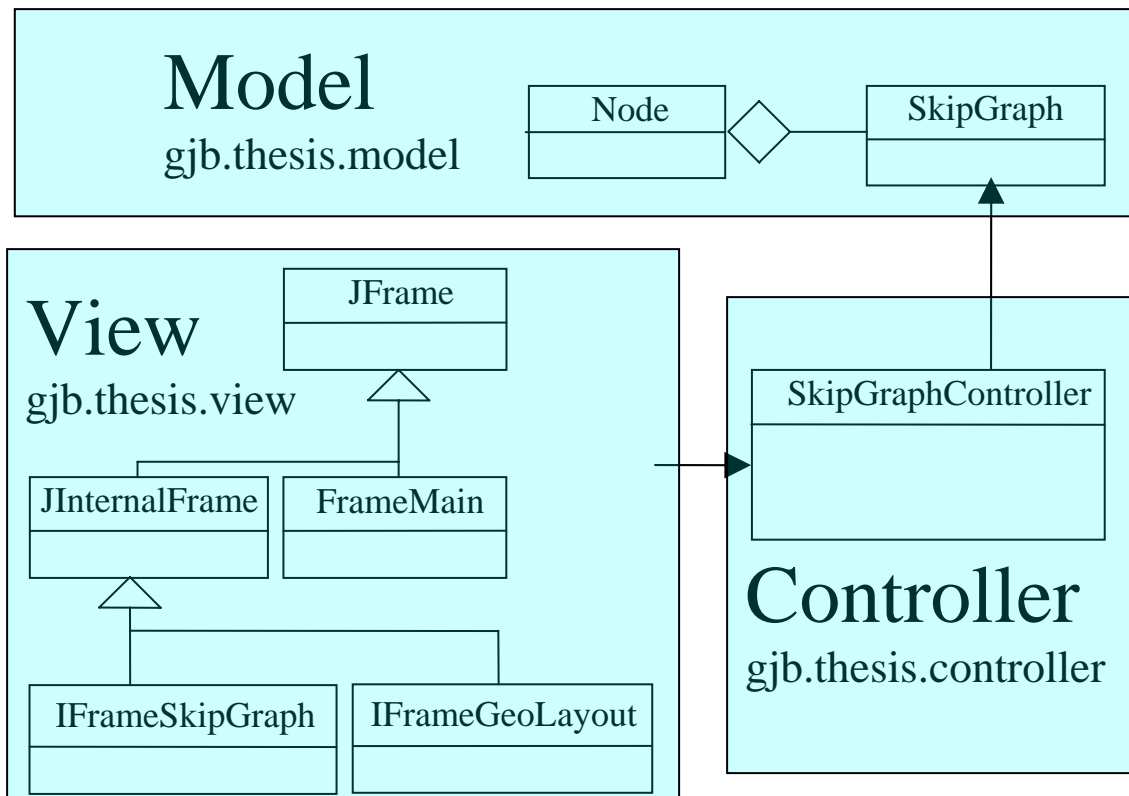 Model
gjb.thesis.model
Node
SkipGraph
View
gjb.thesis.view
JFrame
JInternalFrame
FrameMain
IFrameSkipGraph
IFrameGeoLayout
SkipGraphController
Controller
gjb.thesis.controller